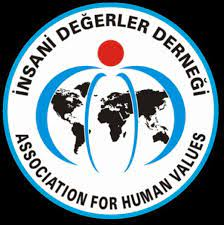 İNSANİ DEĞERLER DERNEĞİ
ASSOCIATION FOR HUMAN VALUES